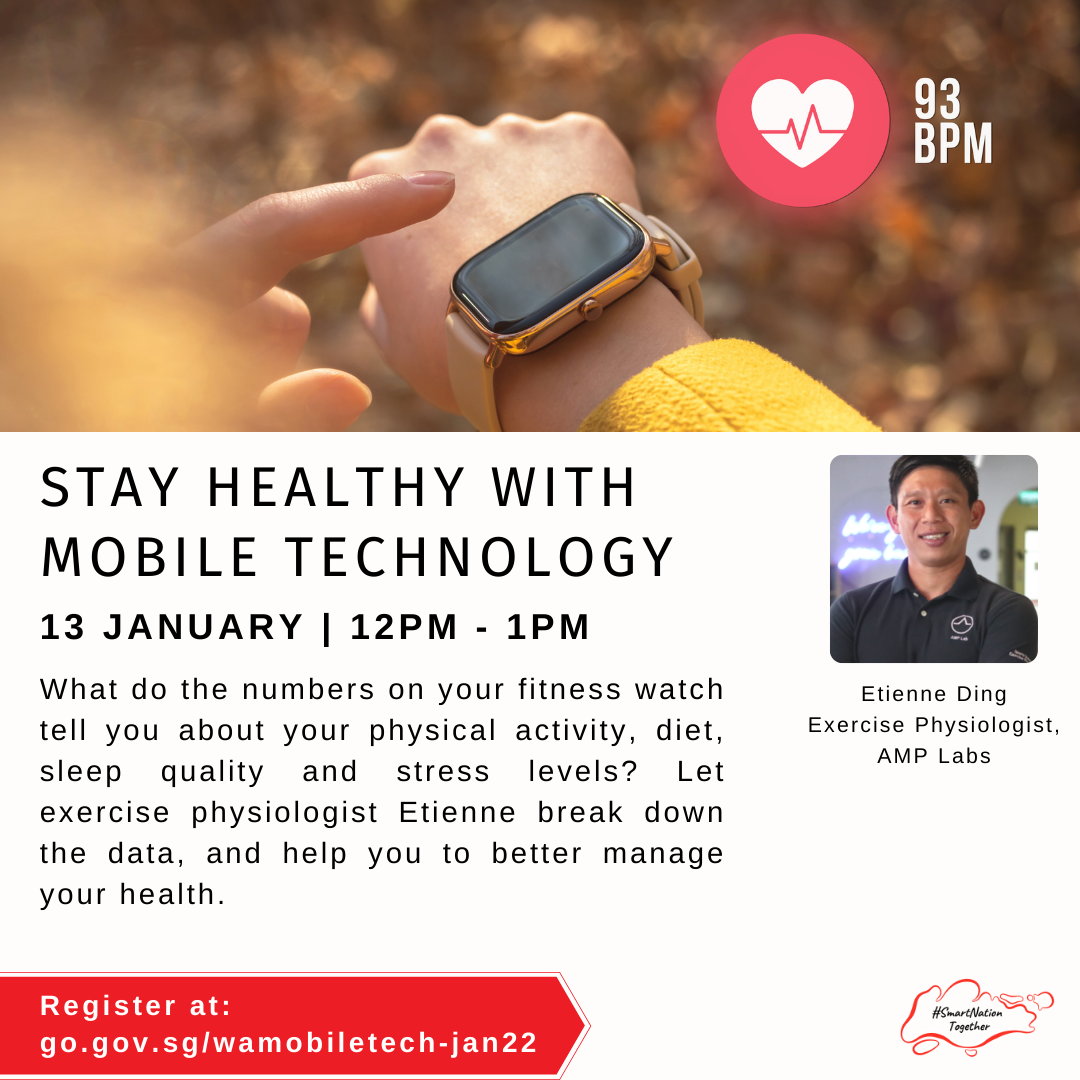 93
BPM
STAY HEALTHY WITH
MOBILE TECHNOLOGY
13 JANUARY | 12PM - 1PM
What do the numbers on your fitness watch
tell you about your physical activity, diet,
sleep quality and stress levels? Let
exercise physiologist Etienne break down
the data, and help you to better manage
your health.
Etienne Ding
Exercise Physiologist,
AMP Labs
Register at:
go.gov.sg/wamobiletech-jan22
#SmartNation
Together